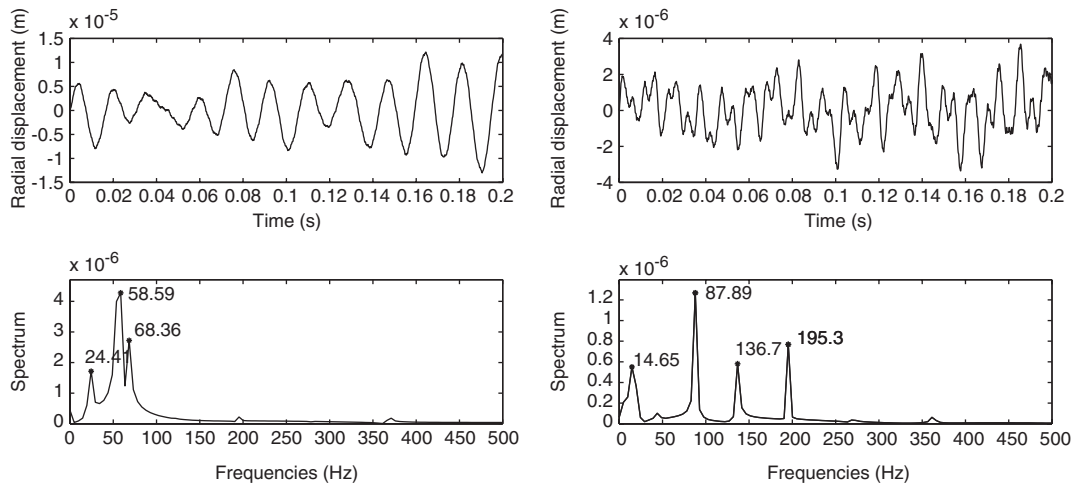 x 10-5
Radial displacement (m)
1.5
1
0.5
0
-0.5
-1
-1.5
0 0.02 0.04 0.06 0.08 0.1 0.12 0.14 0.16 0.18 0.2
Time (s)
x 10-6
Radial displacement (m)
4
2
0
-2
-4
0 0.02 0.04 0.06 0.08 0.1 0.12 0.14 0.16 0.18 0.2
Time (s)
x 10-6
Spectrum
4
3
2
1
0
58.59
68.36
24.41
0 50 100 150 200 250 300 350 400 450 500
Frequencies (Hz)
x 10-6
Spectrum
1.2
1
0.8
0.6
0.4
0.2
0
87.89
195.3
136.7
14.65
0 50 100 150 200 250 300 350 400 450 500
Frequencies (Hz)